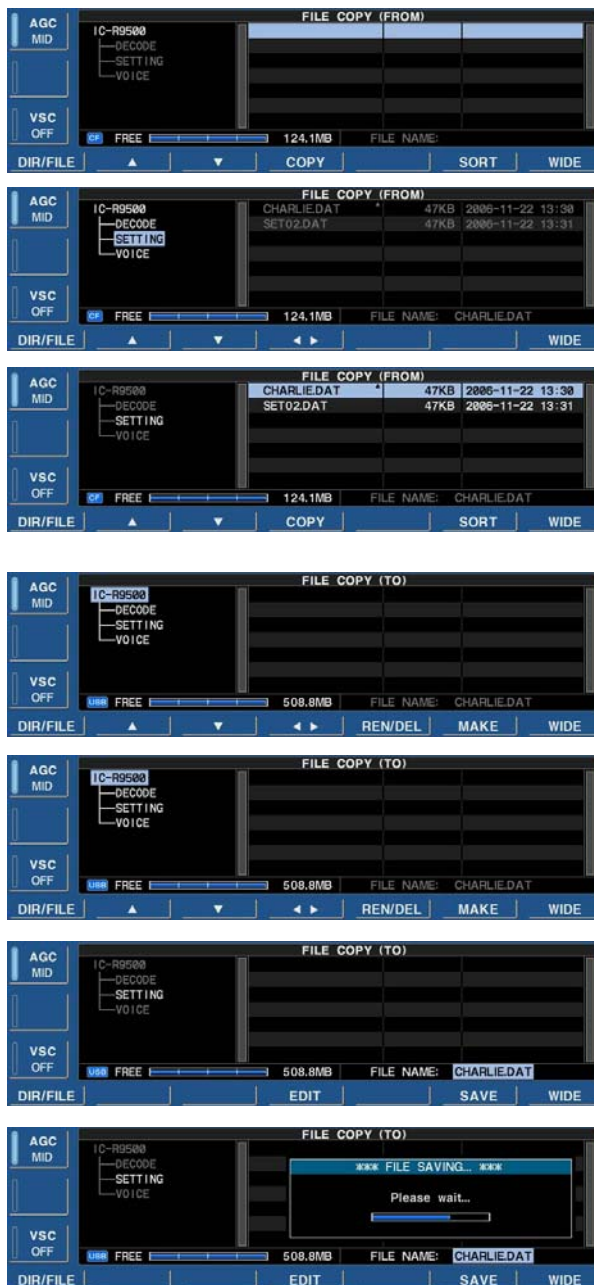 FILE COPY (FROM)
AGC
MID
IC-R9500
DECODE
SETTING
VOICE
VSC
OFF
CF FREE 124.1MB FILE NAME:
DIR/FILE ▲ ▼ COPY SORT WIDE
FILE COPY (FROM)
AGC
MID
IC-R9500 CHARLIE.DAT * 47KB 2006-11-22 13:30
DECODE SET02.DAT 47KB 2006-11-22 13:31
SETTING
VOICE
VSC
OFF
CF FREE 124.1MB FILE NAME: CHARLIE.DAT
DIR/FILE ▲ ▼ ◀ ▶ WIDE
FILE COPY (FROM)
AGC
MID
IC-R9500 CHARLIE.DAT * 47KB 2006-11-22 13:30
DECODE SET02.DAT 47KB 2006-11-22 13:31
SETTING
VOICE
VSC
OFF
CF FREE 124.1MB FILE NAME: CHARLIE.DAT
DIR/FILE ▲ ▼ COPY SORT WIDE
FILE COPY (TO)
AGC
MID
IC-R9500
DECODE
SETTING
VOICE
VSC
OFF
USB FREE 508.8MB FILE NAME: CHARLIE.DAT
DIR/FILE ▲ ▼ ◀ ▶ REN/DEL MAKE WIDE
FILE COPY (TO)
AGC
MID
IC-R9500
DECODE
SETTING
VOICE
VSC
OFF
USB FREE 508.8MB FILE NAME: CHARLIE.DAT
DIR/FILE ▲ ▼ ◀ ▶ REN/DEL MAKE WIDE
FILE COPY (TO)
AGC
MID
IC-R9500
DECODE
SETTING
VOICE
VSC
OFF
USB FREE 508.8MB FILE NAME: CHARLIE.DAT
DIR/FILE EDIT SAVE WIDE
FILE COPY (TO)
AGC
MID
IC-R9500
DECODE
SETTING
VOICE
*** FILE SAVING... ***
Please wait...
VSC
OFF
USB FREE 508.8MB FILE NAME: CHARLIE.DAT
DIR/FILE EDIT SAVE WIDE